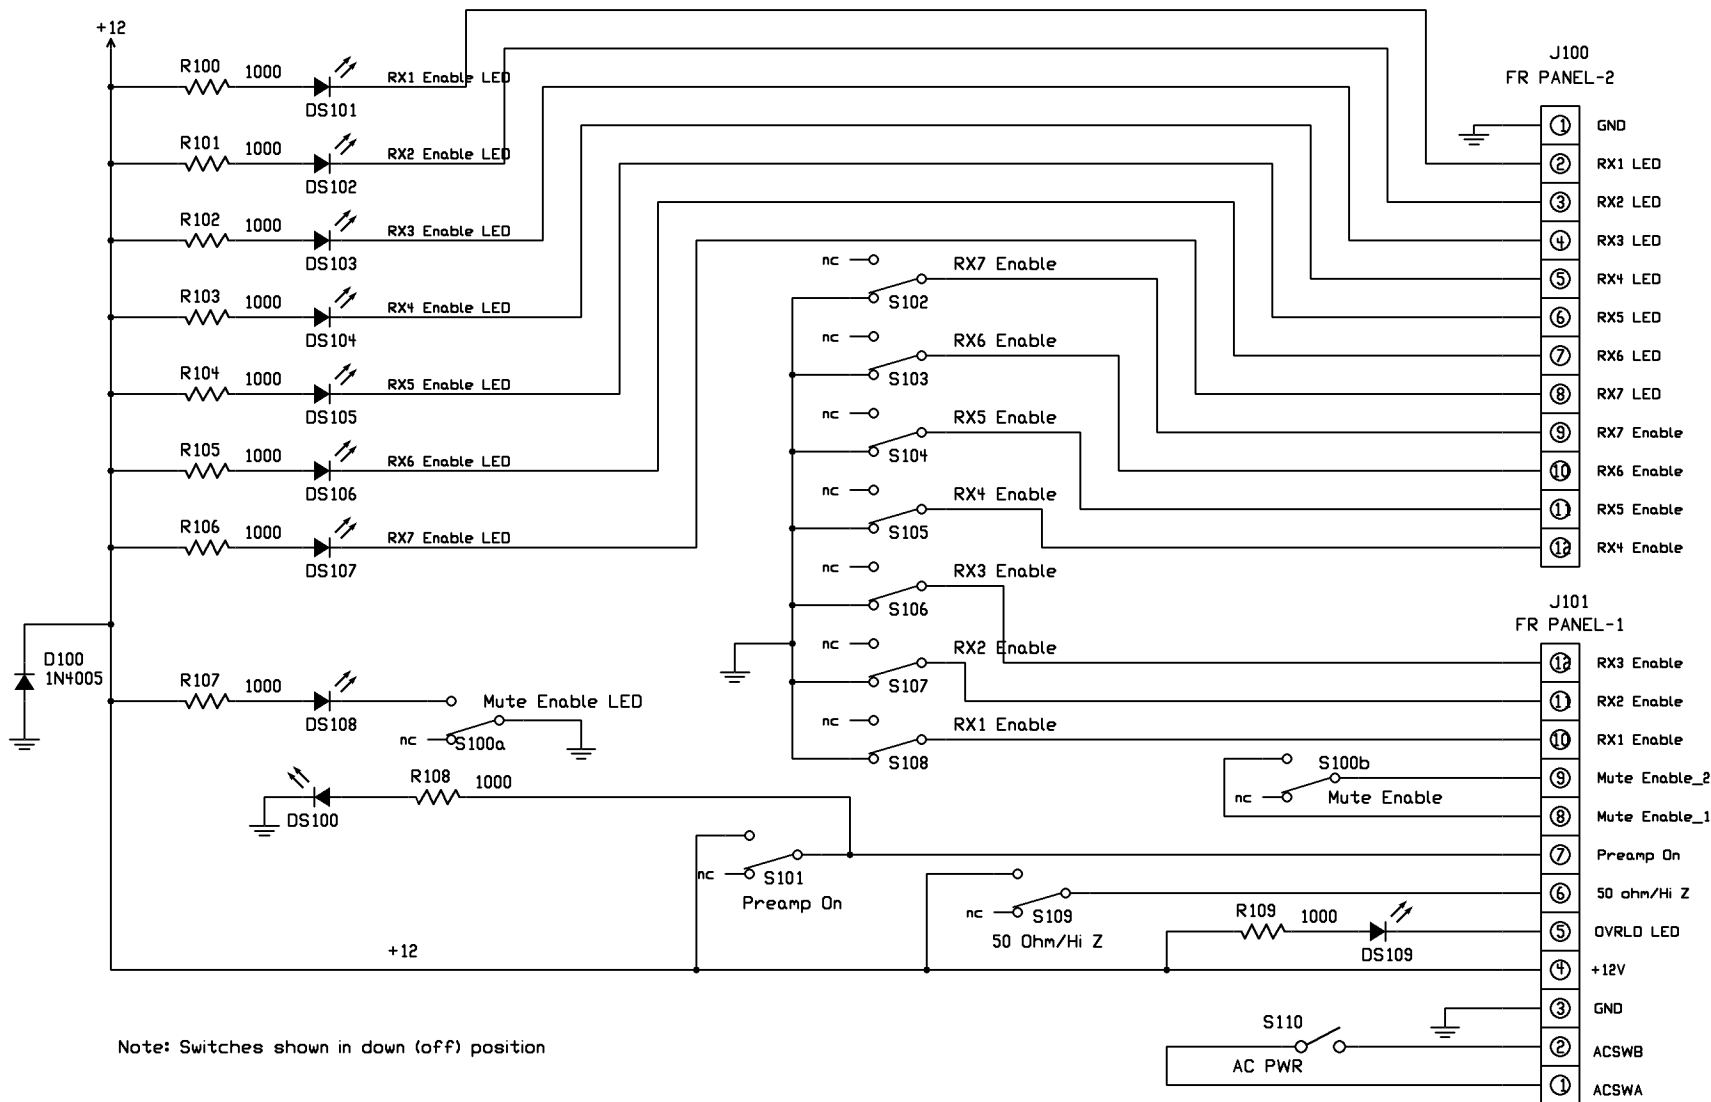 +12
R100 1000
DS101
RX1 Enable LED
R101 1000
DS102
RX2 Enable LED
R102 1000
DS103
RX3 Enable LED
R103 1000
DS104
RX4 Enable LED
R104 1000
DS105
RX5 Enable LED
R105 1000
DS106
RX6 Enable LED
R106 1000
DS107
RX7 Enable LED
D100
1N4005
R107 1000
DS108
Mute Enable LED
nc
S100a
R108 1000
DS100
nc
S101
Preamp On
+12
nc
RX7 Enable
S102
nc
RX6 Enable
S103
nc
RX5 Enable
S104
nc
RX4 Enable
S105
nc
RX3 Enable
S106
nc
RX2 Enable
S107
nc
RX1 Enable
S108
S100b
nc
Mute Enable
nc
S109
50 Ohm/Hi Z
R109 1000
DS109
S110
AC PWR
J100
FR PANEL-2
1 GND
2 RX1 LED
3 RX2 LED
4 RX3 LED
5 RX4 LED
6 RX5 LED
7 RX6 LED
8 RX7 LED
9 RX7 Enable
10 RX6 Enable
11 RX5 Enable
12 RX4 Enable
J101
FR PANEL-1
12 RX3 Enable
11 RX2 Enable
10 RX1 Enable
9 Mute Enable_2
8 Mute Enable_1
7 Preamp On
6 50 ohm/Hi Z
5 OVRLD LED
4 +12V
3 GND
2 ACSWB
1 ACSWA
Note: Switches shown in down (off) position